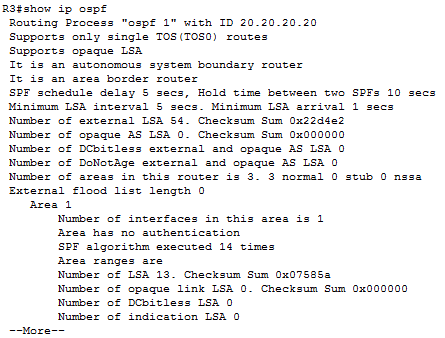 R3#show ip ospf
Routing Process "ospf 1" with ID 20.20.20.20
Supports only single TOS(TOS0) routes
Supports opaque LSA
It is an autonomous system boundary router
It is an area border router
SPF schedule delay 5 secs, Hold time between two SPFs 10 secs
Minimum LSA interval 5 secs. Minimum LSA arrival 1 secs
Number of external LSA 54. Checksum Sum 0x22d4e2
Number of opaque AS LSA 0. Checksum Sum 0x000000
Number of DCbitless external and opaque AS LSA 0
Number of DoNotAge external and opaque AS LSA 0
Number of areas in this router is 3. 3 normal 0 stub 0 nssa
External flood list length 0
Area 1
Number of interfaces in this area is 1
Area has no authentication
SPF algorithm executed 14 times
Area ranges are
Number of LSA 13. Checksum Sum 0x07585a
Number of opaque link LSA 0. Checksum Sum 0x000000
Number of DCbitless LSA 0
Number of indication LSA 0
--More--